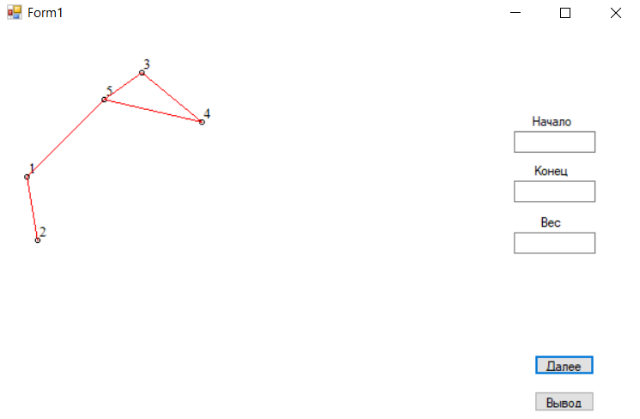 Form1
3
5
4
1
2
Начало
Конец
Вес
Далее
Вывод